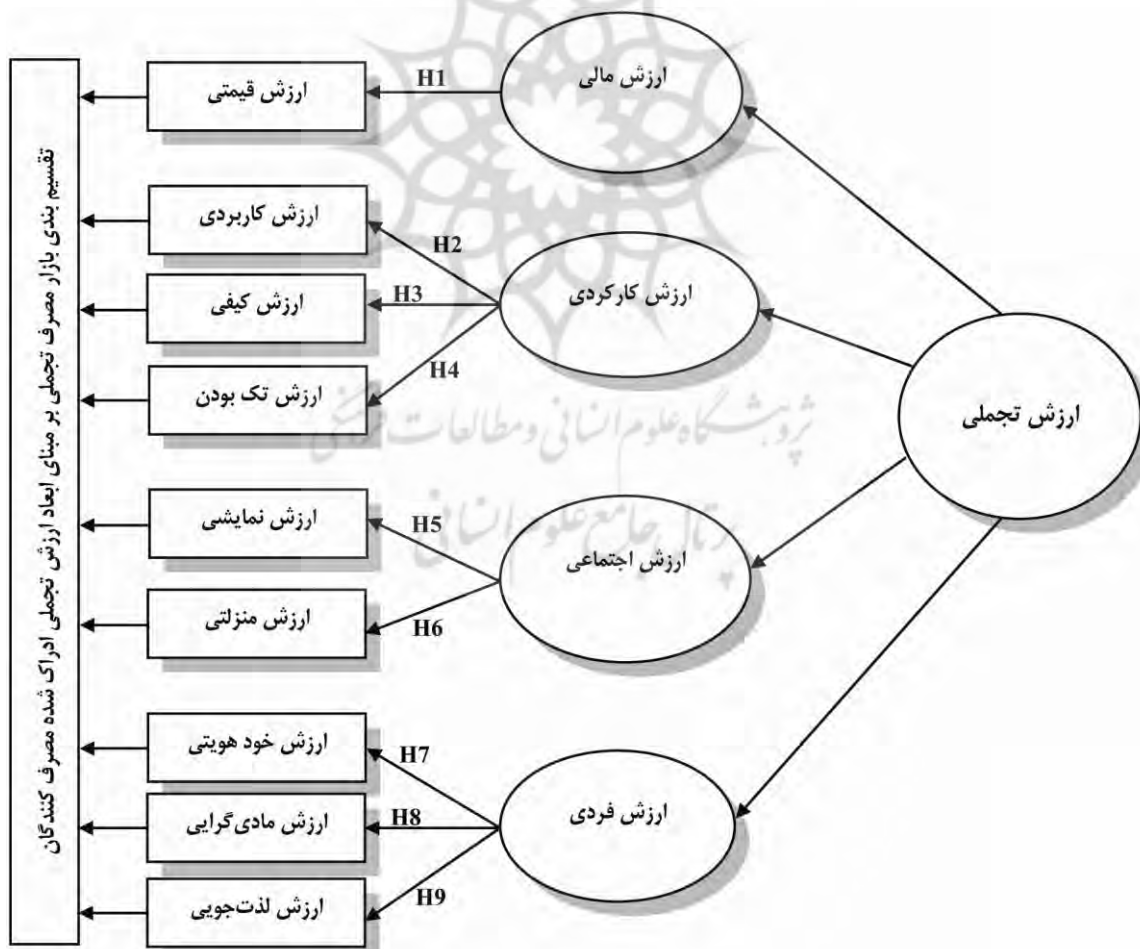 ارزش تجملی
ارزش مالی
H1
ارزش قیمتی
ارزش کارکردی
H2
ارزش کاربردی
H3
ارزش کیفی
H4
ارزش تک بودن
ارزش اجتماعی
H5
ارزش نمایشی
H6
ارزش منزلتی
ارزش فردی
H7
ارزش خود هویتی
H8
ارزش مادی‌گرایی
H9
ارزش لذت‌جویی
تقسیم بندی بازار مصرف تجملی بر مبنای ابعاد ارزش تجملی ادراک شده مصرف کنندگان
پژوهشگاه علوم انسانی و مطالعات فرهنگی
پرتال جامع علوم انسانی